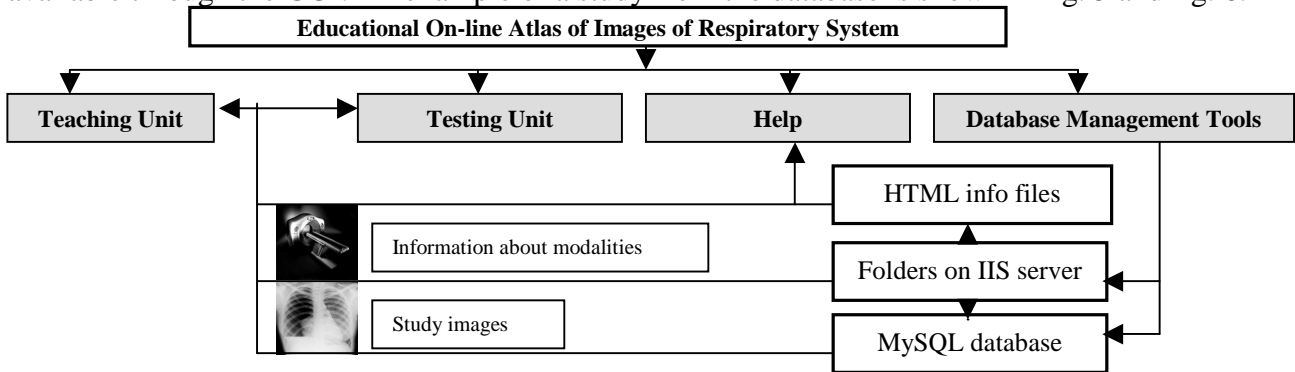 Educational On-line Atlas of Images of Respiratory System
Teaching Unit
Testing Unit
Help
Database Management Tools
HTML info files
Information about modalities
Folders on IIS server
Study images
MySQL database